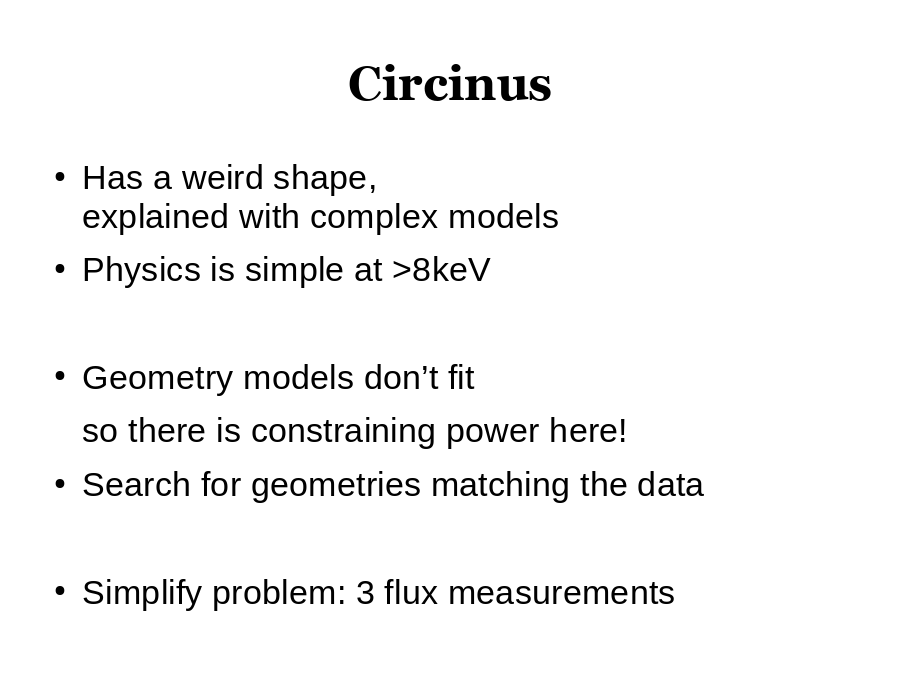 Circinus
• Has a weird shape,
explained with complex models
• Physics is simple at >8keV
• Geometry models don’t fit
so there is constraining power here!
• Search for geometries matching the data
• Simplify problem: 3 flux measurements